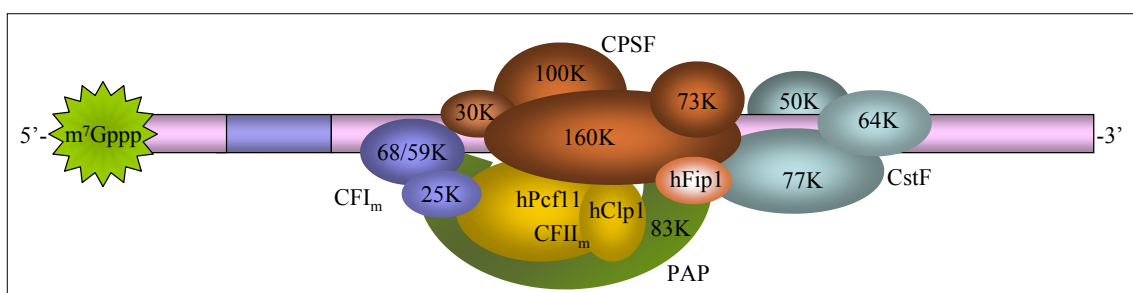 CPSF
100K
30K
73K
50K
64K
5’- m⁷Gppp
160K
-3’
68/59K
hFip1
77K
CstF
25K
CFIₘ
hPcf11
hClp1
83K
CFIIₘ
PAP